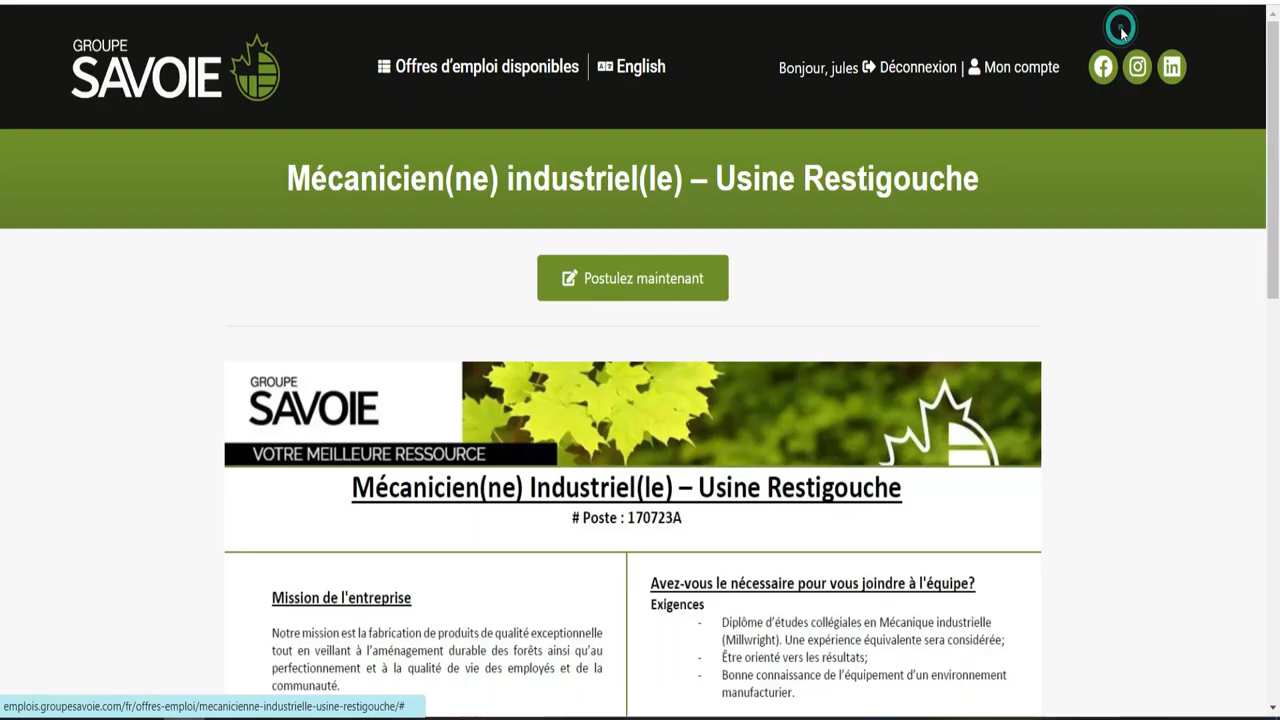 GROUPE
SAVOIE
Offres d'emploi disponibles
English
Bonjour, jules Déconnexion | Mon compte
Mécanicien(ne) industriel(le) – Usine Restigouche
Postulez maintenant
GROUPE
SAVOIE
VOTRE MEILLEURE RESSOURCE
Mécanicien(ne) Industriel(le) – Usine Restigouche
# Poste : 170723A
Mission de l'entreprise
Notre mission est la fabrication de produits de qualité exceptionnelle
tout en veillant à l'aménagement durable des forêts ainsi qu'au
perfectionnement et à la qualité de vie des employés et de la
communauté.
Avez-vous le nécessaire pour vous joindre à l'équipe?
Exigences
- Diplôme d'études collégiales en Mécanique industrielle
(Millwright). Une expérience équivalente sera considérée;
- Être orienté vers les résultats;
- Bonne connaissance de l'équipement d'un environnement
manufacturier.
emplois.groupesavoie.com/fr/offres-emploi/mecanicienne-industrielle-usine-restigouche/#